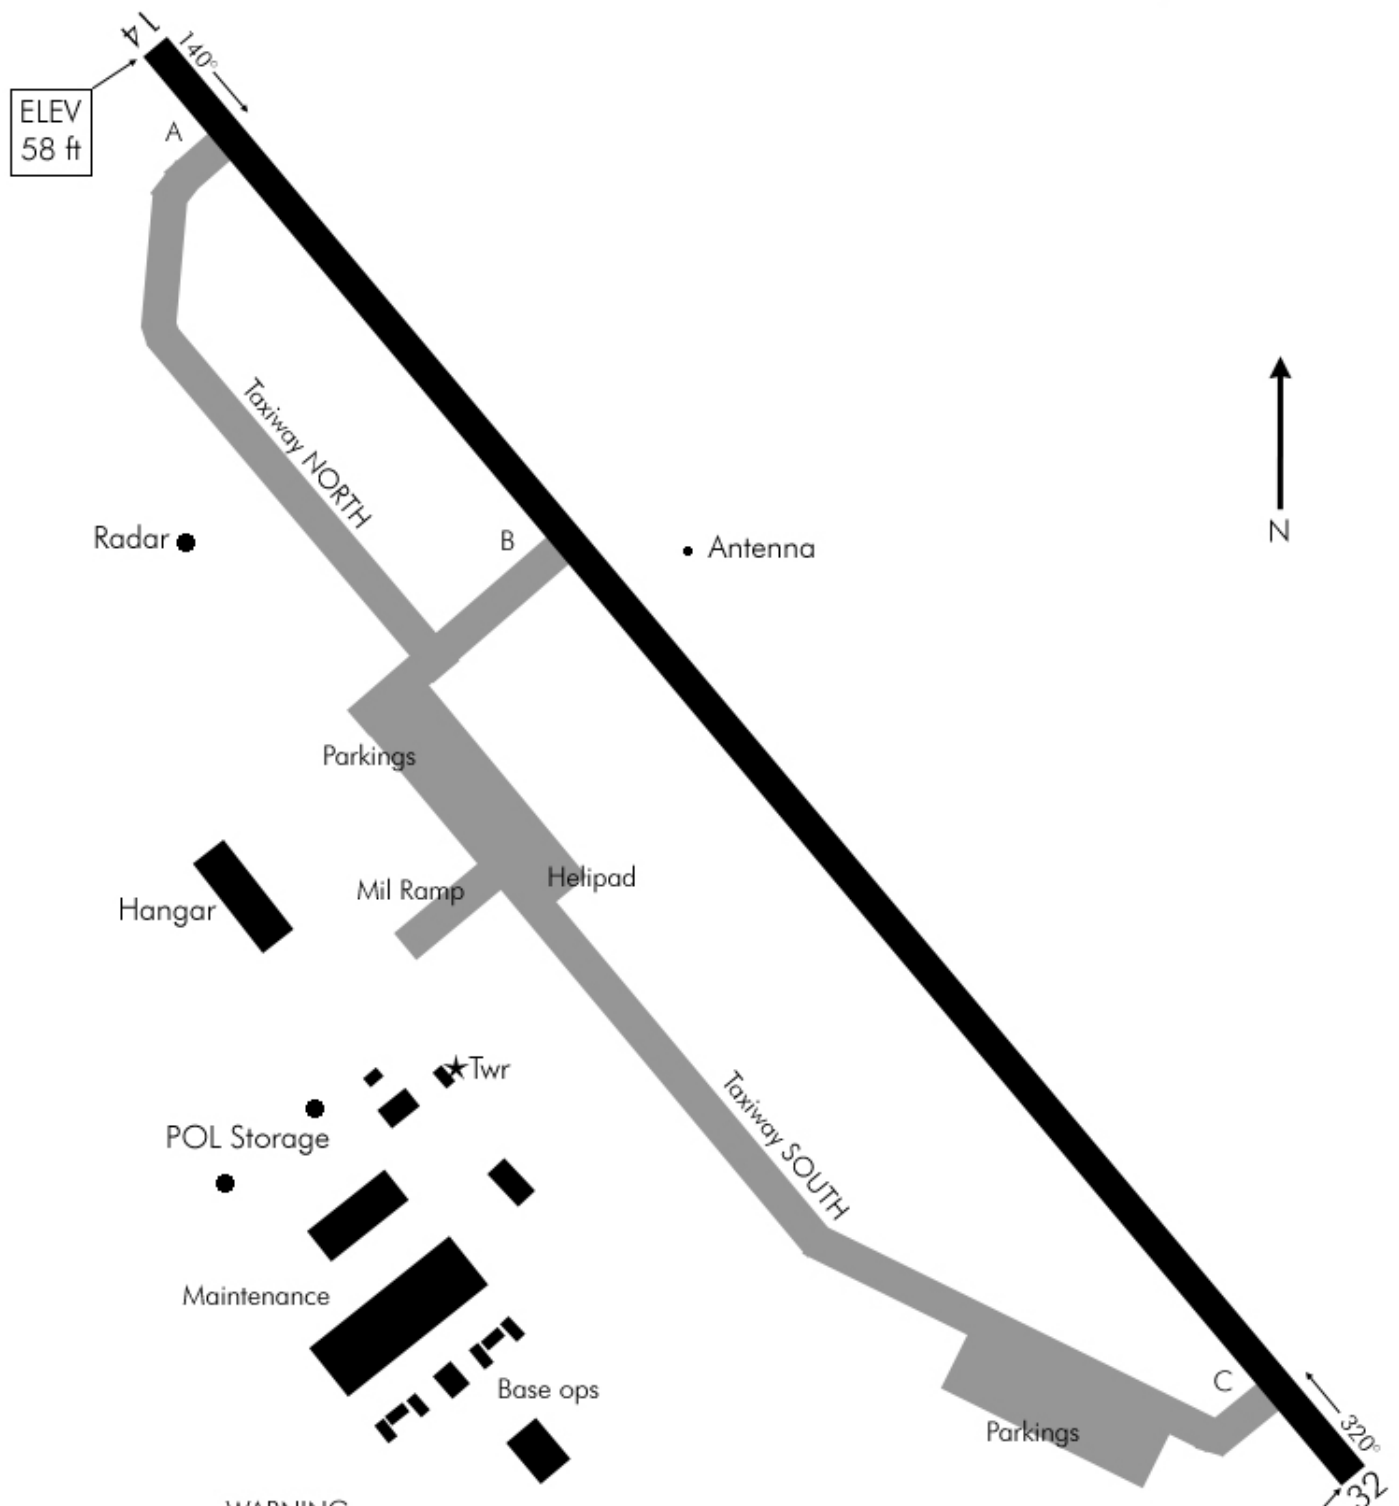 14
140°
ELEV
58 ft
A
Taxiway NORTH
N
Radar
B
Antenna
Parkings
Helipad
Mil Ramp
Hangar
Twr
Taxiway SOUTH
POL Storage
Maintenance
C
Base ops
Parkings
320°
32
WARNING